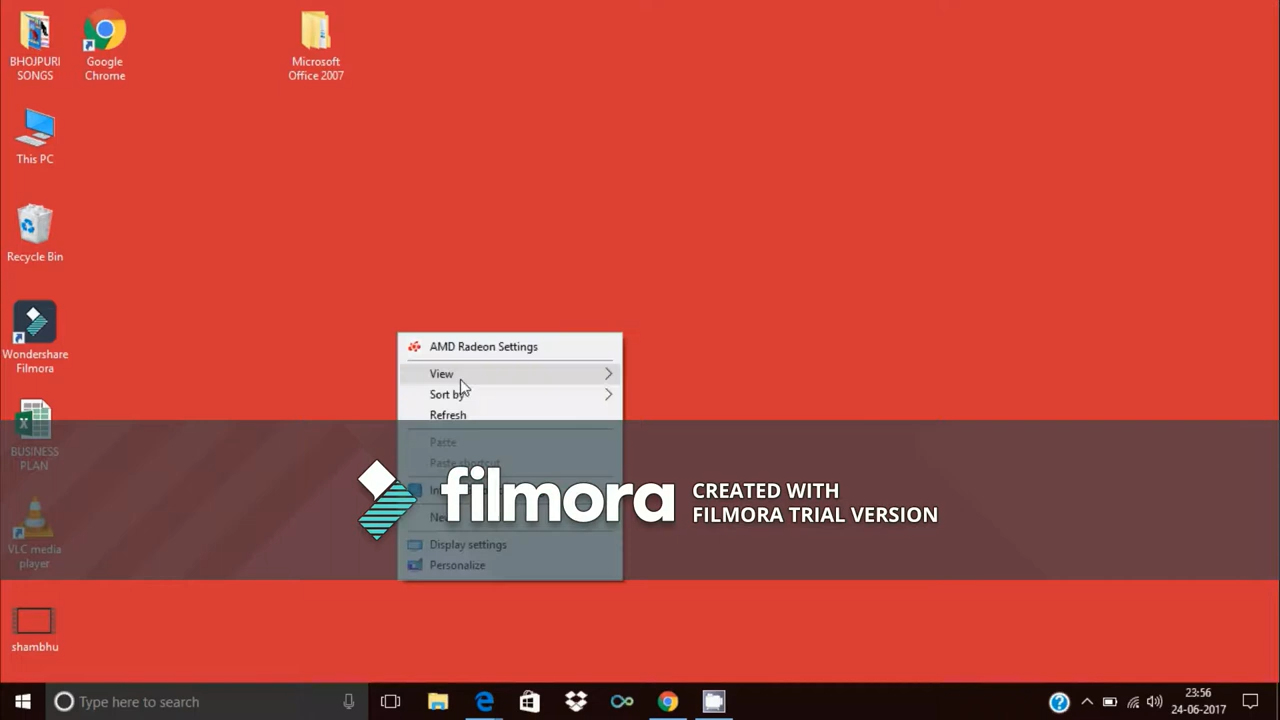 BHOJPURI
SONGS
Google
Chrome
Microsoft
Office 2007
This PC
Recycle Bin
Wondershare
Filmora
BUSINESS
PLAN
VLC media
player
shambhu
AMD Radeon Settings
View
Sort by
Refresh
Paste
Paste shortcut
Display settings
Personalize
filmora
CREATED WITH
FILMORA TRIAL VERSION
Type here to search
23:56
24-06-2017